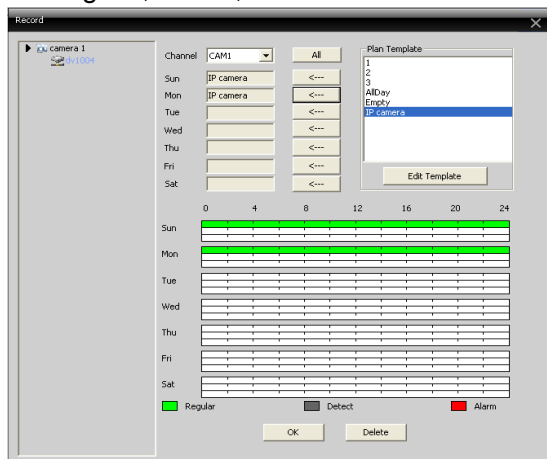 Record
camera 1
dv1004
Channel CAM1 All Plan Template
Sun IP camera <---
Mon IP camera <---
Tue <---
Wed <---
Thu <---
Fri <---
Sat <---
1
2
3
AllDay
Empty
IP camera
Edit Template
0 4 8 12 16 20 24
Sun
Mon
Tue
Wed
Thu
Fri
Sat
Regular Detect Alarm
OK Delete